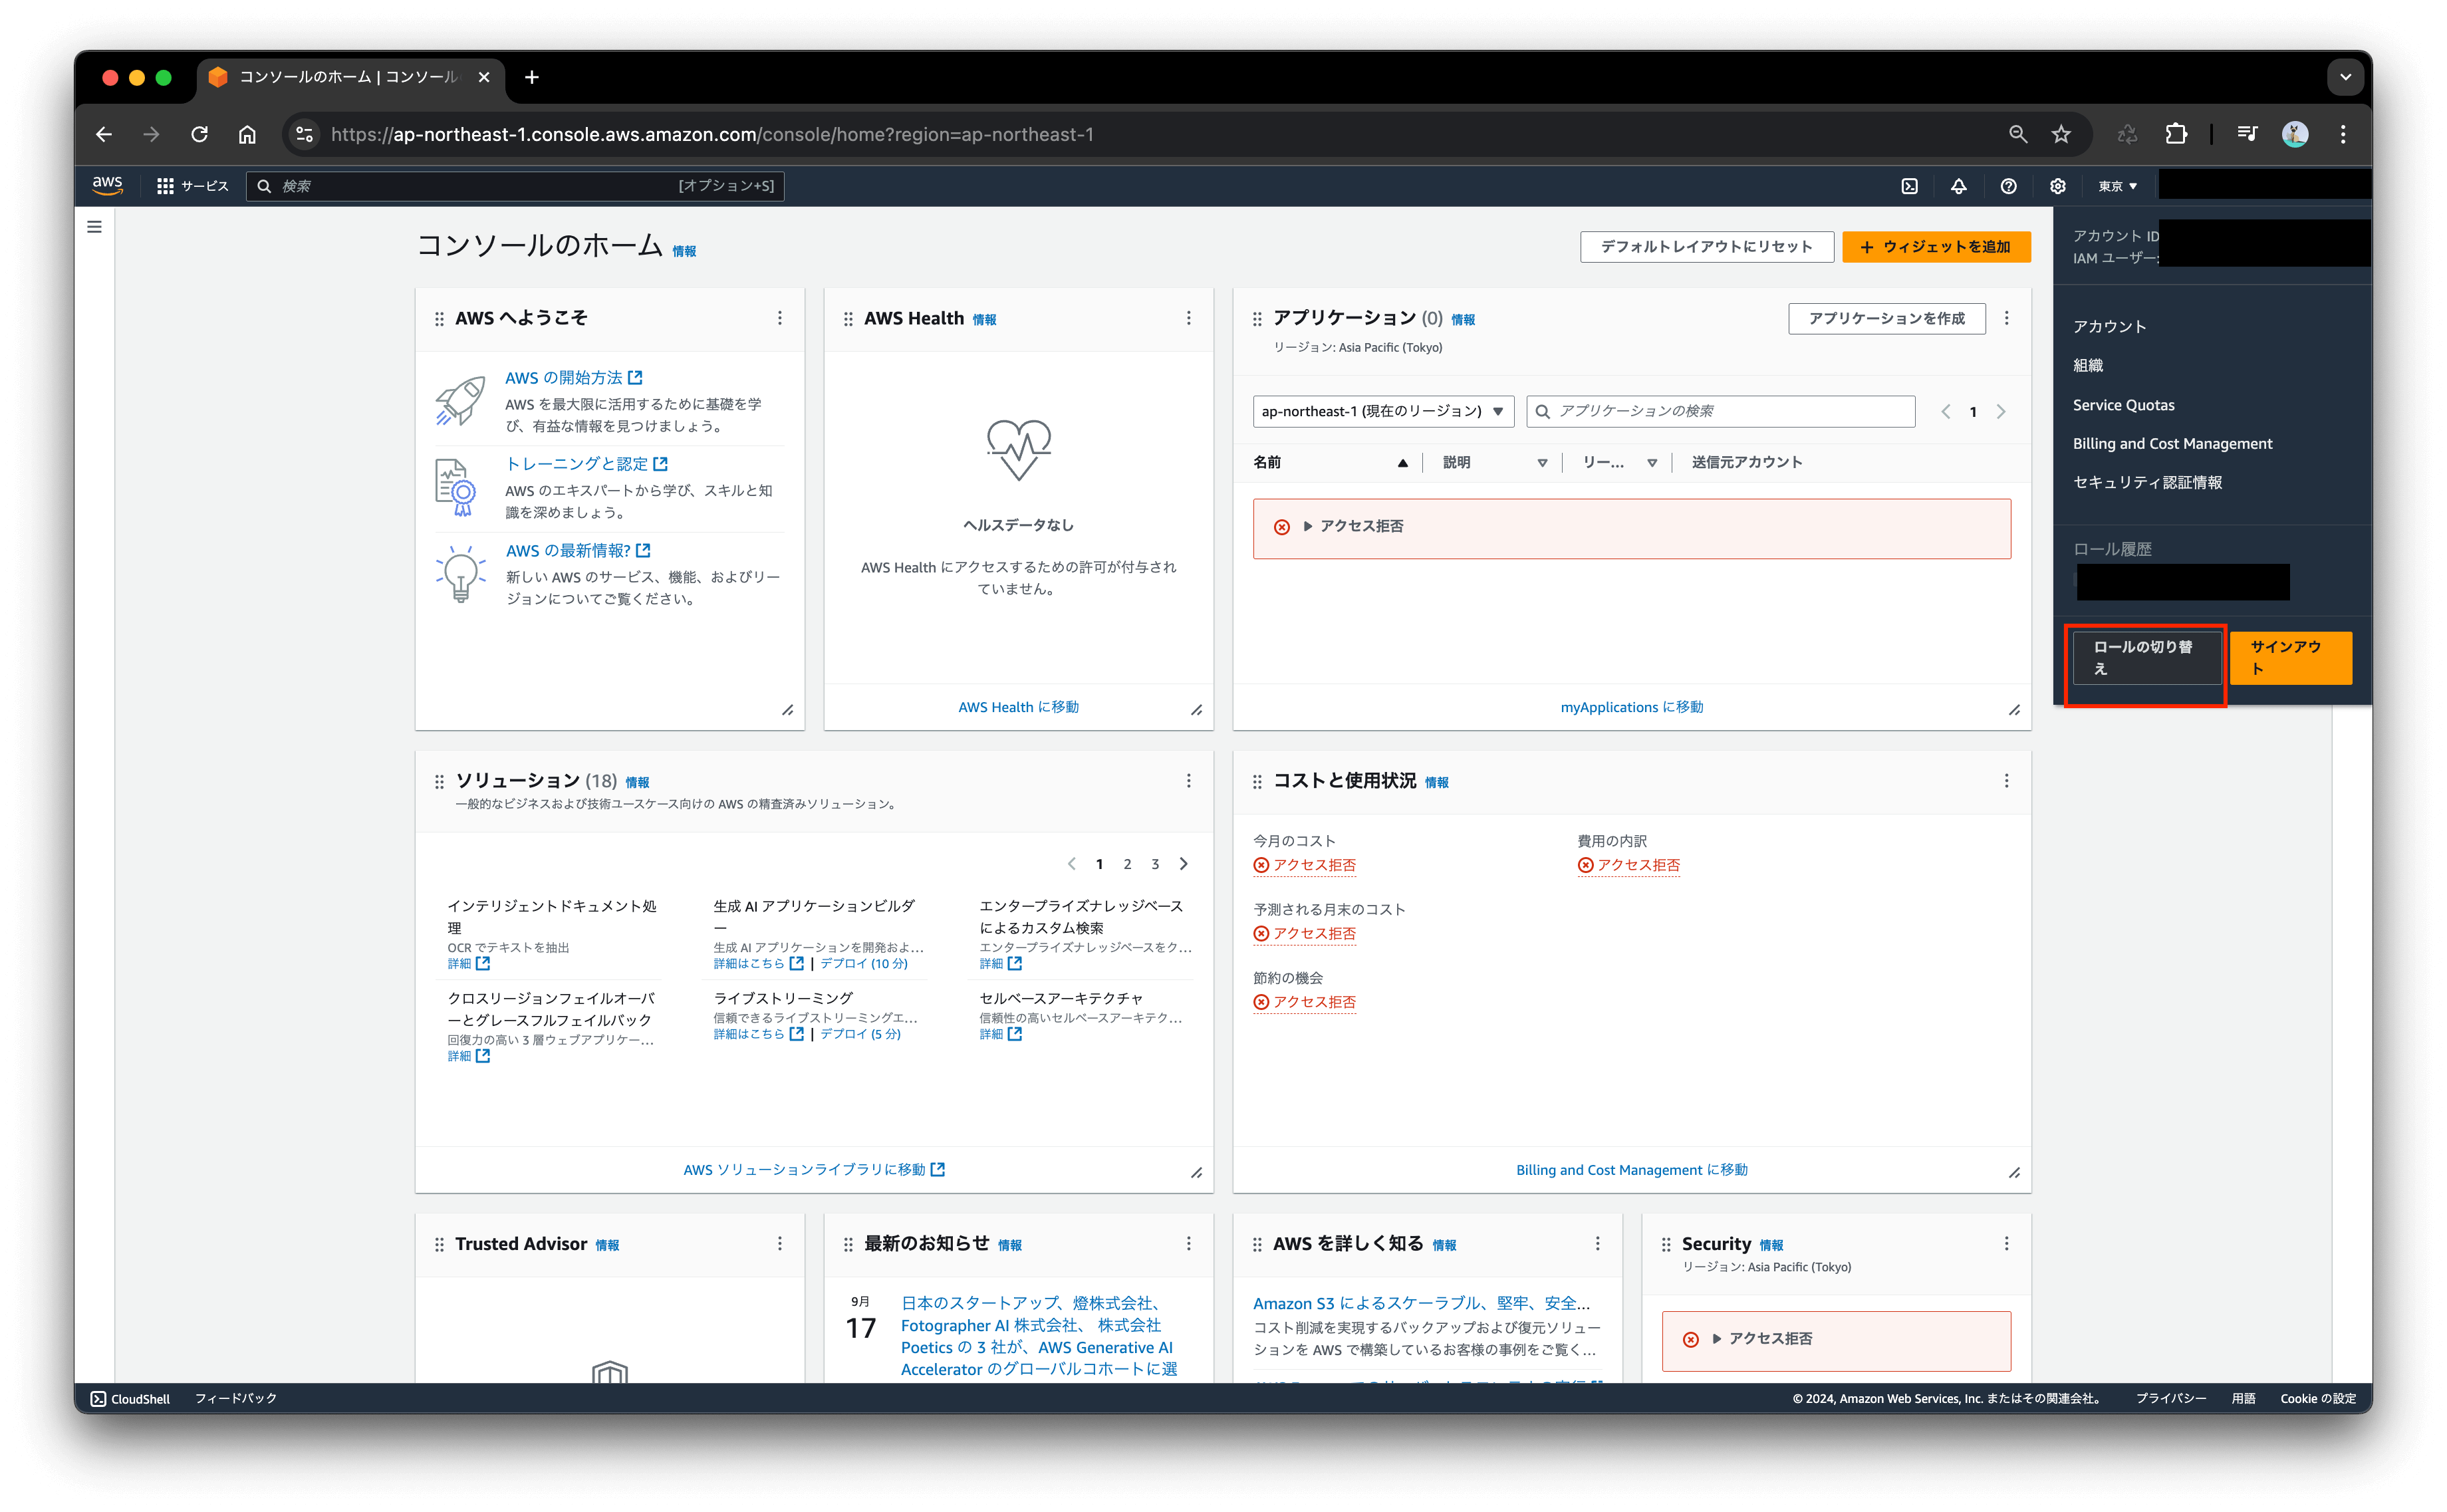 コンソールのホーム | コンソール
https://ap-northeast-1.console.aws.amazon.com/console/home?region=ap-northeast-1
aws
サービス
検索
[オプション+S]
東京
アカウント ID
IAM ユーザー:
アカウント
組織
Service Quotas
Billing and Cost Management
セキュリティ認証情報
ロール履歴
ロールの切り替
え
サインアウ
ト
コンソールのホーム 情報
デフォルトレイアウトにリセット
+ ウィジェットを追加
AWS へようこそ
AWS の開始方法
AWS を最大限に活用するために基礎を学
び、有益な情報を見つけましょう。
トレーニングと認定
AWS のエキスパートから学び、スキルと知
識を深めましょう。
AWS の最新情報?
新しい AWS のサービス、機能、およびリー
ジョンについてご覧ください。
AWS Health 情報
ヘルスデータなし
AWS Health にアクセスするための許可が付与され
ていません。
AWS Health に移動
アプリケーション (0) 情報
リージョン: Asia Pacific (Tokyo)
アプリケーションを作成
ap-northeast-1 (現在のリージョン)
アプリケーションの検索
1
名前
説明
リー...
送信元アカウント
アクセス拒否
myApplications に移動
ソリューション (18) 情報
一般的なビジネスおよび技術ユースケース向けの AWS の精査済みソリューション。
1 2 3
インテリジェントドキュメント処
理
OCR でテキストを抽出
詳細
生成 AI アプリケーションビルダ
ー
生成 AI アプリケーションを開発およ...
詳細はこちら | デプロイ (10 分)
エンタープライズナレッジベース
によるカスタム検索
エンタープライズナレッジベースをク...
詳細
クロスリージョンフェイルオーバ
ーとグレースフルフェイルバック
回復力の高い 3 層ウェブアプリケー...
詳細
ライブストリーミング
信頼できるライブストリーミングエ...
詳細はこちら | デプロイ (5 分)
セルベースアーキテクチャ
信頼性の高いセルベースアーキテク...
詳細
AWS ソリューションライブラリに移動
コストと使用状況 情報
今月のコスト
アクセス拒否
費用の内訳
アクセス拒否
予測される月末のコスト
アクセス拒否
節約の機会
アクセス拒否
Billing and Cost Management に移動
Trusted Advisor 情報
最新のお知らせ 情報
9月
17
日本のスタートアップ、燈株式会社、
Fotographer AI 株式会社、 株式会社
Poetics の 3 社が、AWS Generative AI
Accelerator のグローバルコホートに選
AWS を詳しく知る 情報
Amazon S3 によるスケーラブル、堅牢、安全...
コスト削減を実現するバックアップおよび復元ソリュー
ションを AWS で構築しているお客様の事例をご覧く...
Security 情報
リージョン: Asia Pacific (Tokyo)
アクセス拒否
CloudShell
フィードバック
© 2024, Amazon Web Services, Inc. またはその関連会社。
プライバシー
用語
Cookie の設定